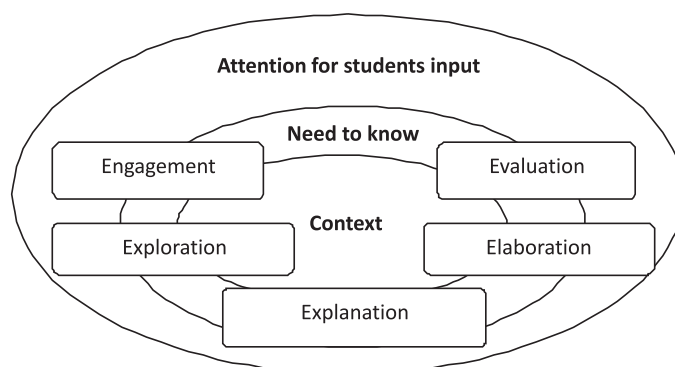 Attention for students input
Need to know
Engagement
Evaluation
Context
Exploration
Elaboration
Explanation